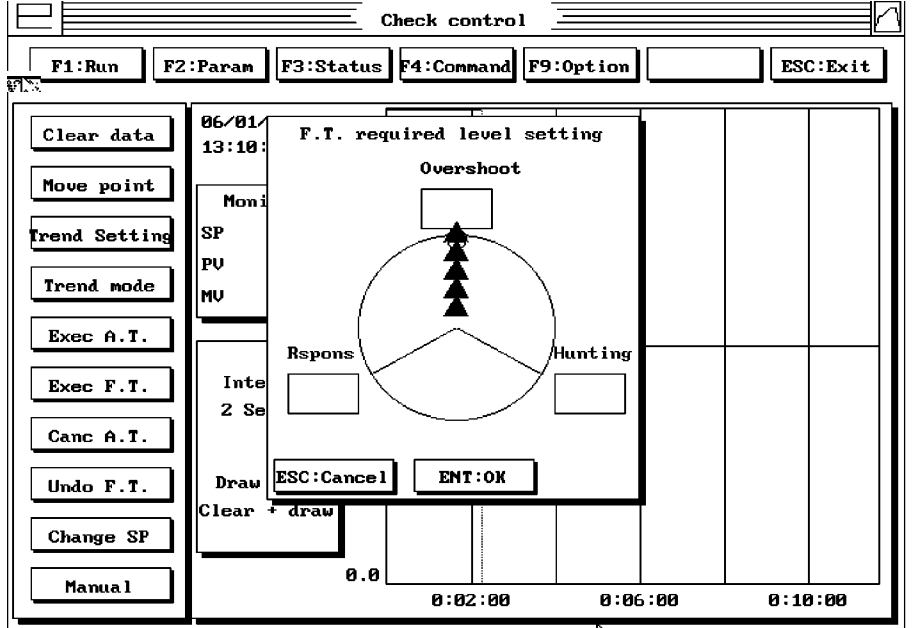 Check control
F1:Run F2:Param F3:Status F4:Command F9:Option ESC:Exit
Clear data
Move point
Trend Setting
Trend mode
Exec A.T.
Exec F.T.
Canc A.T.
Undo F.T.
Change SP
Manual
06/01/
13:10:
Moni
SP
PV
MV
Inte
2 Se
Draw
Clear + draw
F.T. required level setting
Overshoot
Rspons
Hunting
ESC:Cancel ENT:OK
0.0
0:02:00 0:06:00 0:10:00